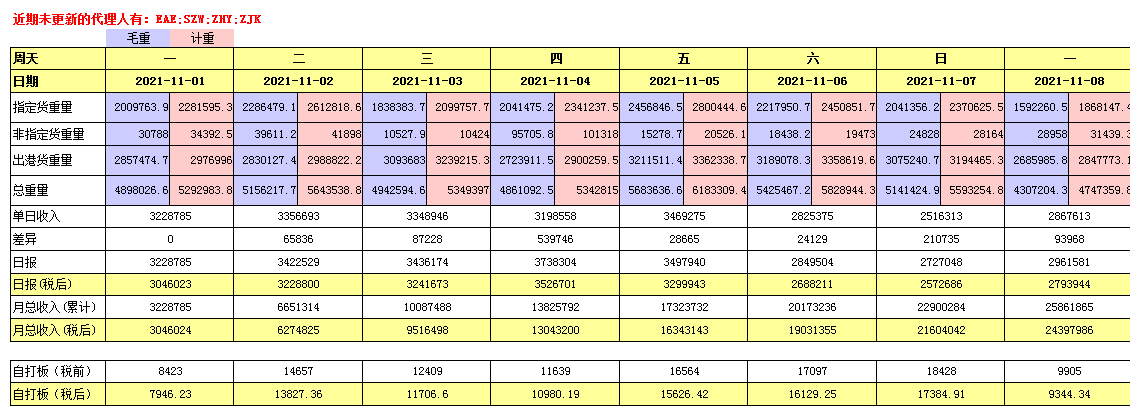 近期未更新的代理人有: EAE;SZW;ZHY;ZJK
毛重 计重
周天 一 二 三 四 五 六 日 一
日期 2021-11-01 2021-11-02 2021-11-03 2021-11-04 2021-11-05 2021-11-06 2021-11-07 2021-11-08
指定货重量 2009763.9 2281595.3 2286479.1 2612818.6 1838383.7 2099757.7 2041475.2 2341237.5 2456846.5 2800444.6 2217950.7 2450851.7 2041356.2 2370625.5 1592260.5 1868147.4
非指定货重量 30788 34392.5 39611.2 41898 10527.9 10424 95705.8 101318 15278.7 20526.1 18438.2 19473 24828 28164 28958 31439.3
出港货重量 2857474.7 2976996 2830127.4 2988822.2 3093683 3239215.3 2723911.5 2900259.5 3211511.4 3362338.7 3189078.3 3358619.6 3075240.7 3194465.3 2685985.8 2847773.1
总重量 4898026.6 5292983.8 5156217.7 5643538.8 4942594.6 5349397 4861092.5 5342815 5683636.6 6183309.4 5425467.2 5828944.3 5141424.9 5593254.8 4307204.3 4747359.8
单日收入 3228785 3356693 3348946 3198558 3469275 2825375 2516313 2867613
差异 0 65836 87228 539746 28665 24129 210735 93968
日报 3228785 3422529 3436174 3738304 3497940 2849504 2727048 2961581
日报(税后) 3046023 3228800 3241673 3526701 3299943 2688211 2572686 2793944
月总收入(累计) 3228785 6651314 10087488 13825792 17323732 20173236 22900284 25861865
月总收入(税后) 3046024 6274825 9516498 13043200 16343143 19031355 21604042 24397986
自打板（税前） 8423 14657 12409 11639 16564 17097 18428 9905
自打板（税后） 7946.23 13827.36 11706.6 10980.19 15626.42 16129.25 17384.91 9344.34